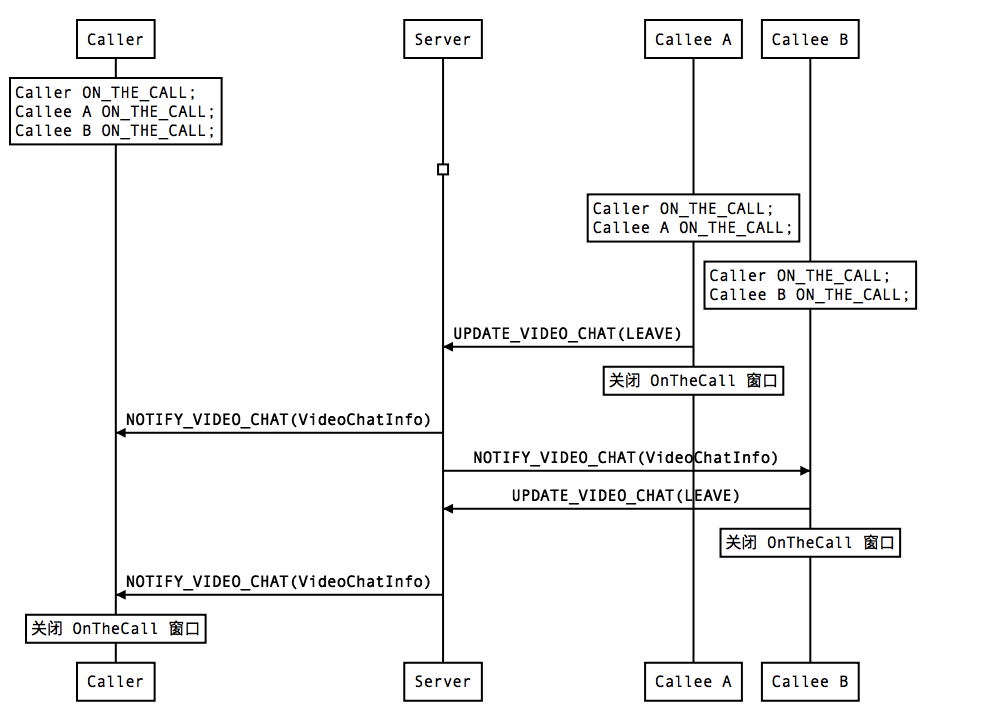 Caller
Server
Callee A
Callee B
Caller ON_THE_CALL;
Callee A ON_THE_CALL;
Callee B ON_THE_CALL;
Caller ON_THE_CALL;
Callee A ON_THE_CALL;
Caller ON_THE_CALL;
Callee B ON_THE_CALL;
UPDATE_VIDEO_CHAT(LEAVE)
关闭 OnTheCall 窗口
NOTIFY_VIDEO_CHAT(VideoChatInfo)
NOTIFY_VIDEO_CHAT(VideoChatInfo)
UPDATE_VIDEO_CHAT(LEAVE)
关闭 OnTheCall 窗口
NOTIFY_VIDEO_CHAT(VideoChatInfo)
关闭 OnTheCall 窗口
Caller
Server
Callee A
Callee B